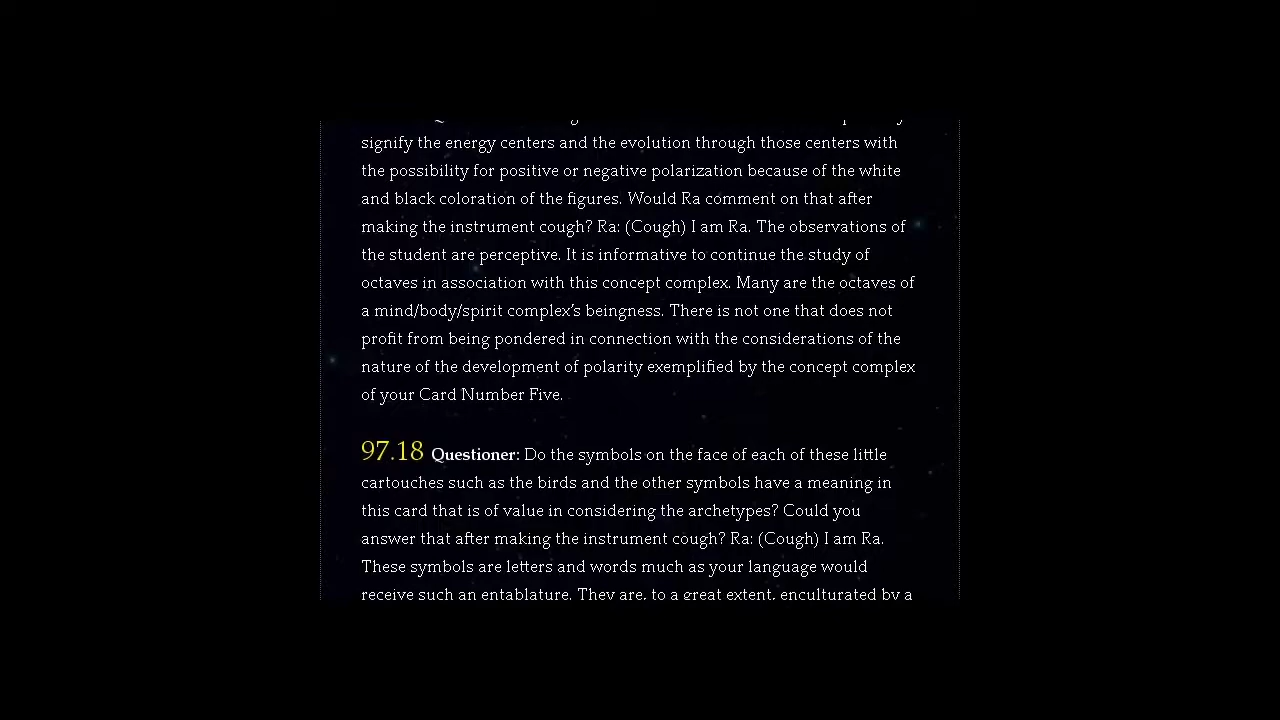 signify the energy centers and the evolution through those centers with
the possibility for positive or negative polarization because of the white
and black coloration of the figures. Would Ra comment on that after
making the instrument cough? Ra: (Cough) I am Ra. The observations of
the student are perceptive. It is informative to continue the study of
octaves in association with this concept complex. Many are the octaves of
a mind/body/spirit complex’s beingness. There is not one that does not
profit from being pondered in connection with the considerations of the
nature of the development of polarity exemplified by the concept complex
of your Card Number Five.
97.18 Questioner: Do the symbols on the face of each of these little
cartouches such as the birds and the other symbols have a meaning in
this card that is of value in considering the archetypes? Could you
answer that after making the instrument cough? Ra: (Cough) I am Ra.
These symbols are letters and words much as your language would
receive such an entablature. They are, to a great extent, enculturated by a